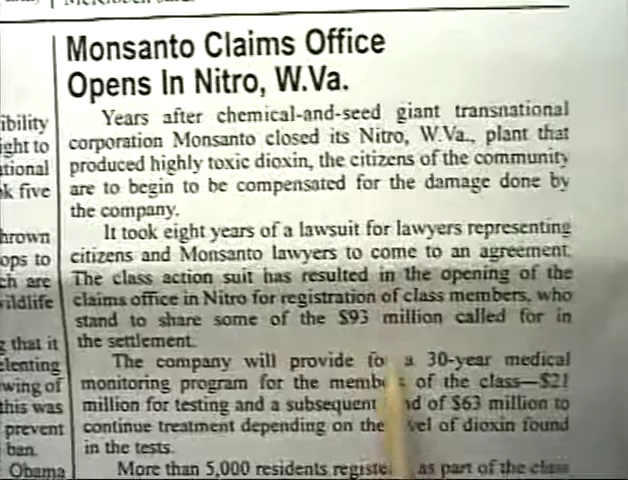 Monsanto Claims Office
Opens In Nitro, W.Va.
Years after chemical-and-seed giant transnational
corporation Monsanto closed its Nitro, W.Va., plant that
produced highly toxic dioxin, the citizens of the community
are to begin to be compensated for the damage done by
the company.
It took eight years of a lawsuit for lawyers representing
citizens and Monsanto lawyers to come to an agreement.
The class action suit has resulted in the opening of the
claims office in Nitro for registration of class members, who
stand to share some of the $93 million called for in
the settlement.
The company will provide for a 30-year medical
monitoring program for the members of the class—$21
million for testing and a subsequent of $63 million to
continue treatment depending on the level of dioxin found
in the tests.
More than 5,000 residents as part of the class
ibility
ight to
ational
k five
hrown
ops to
ch are
ildlife
g that it
elenting
wing of
this was
prevent
ban.
Obama